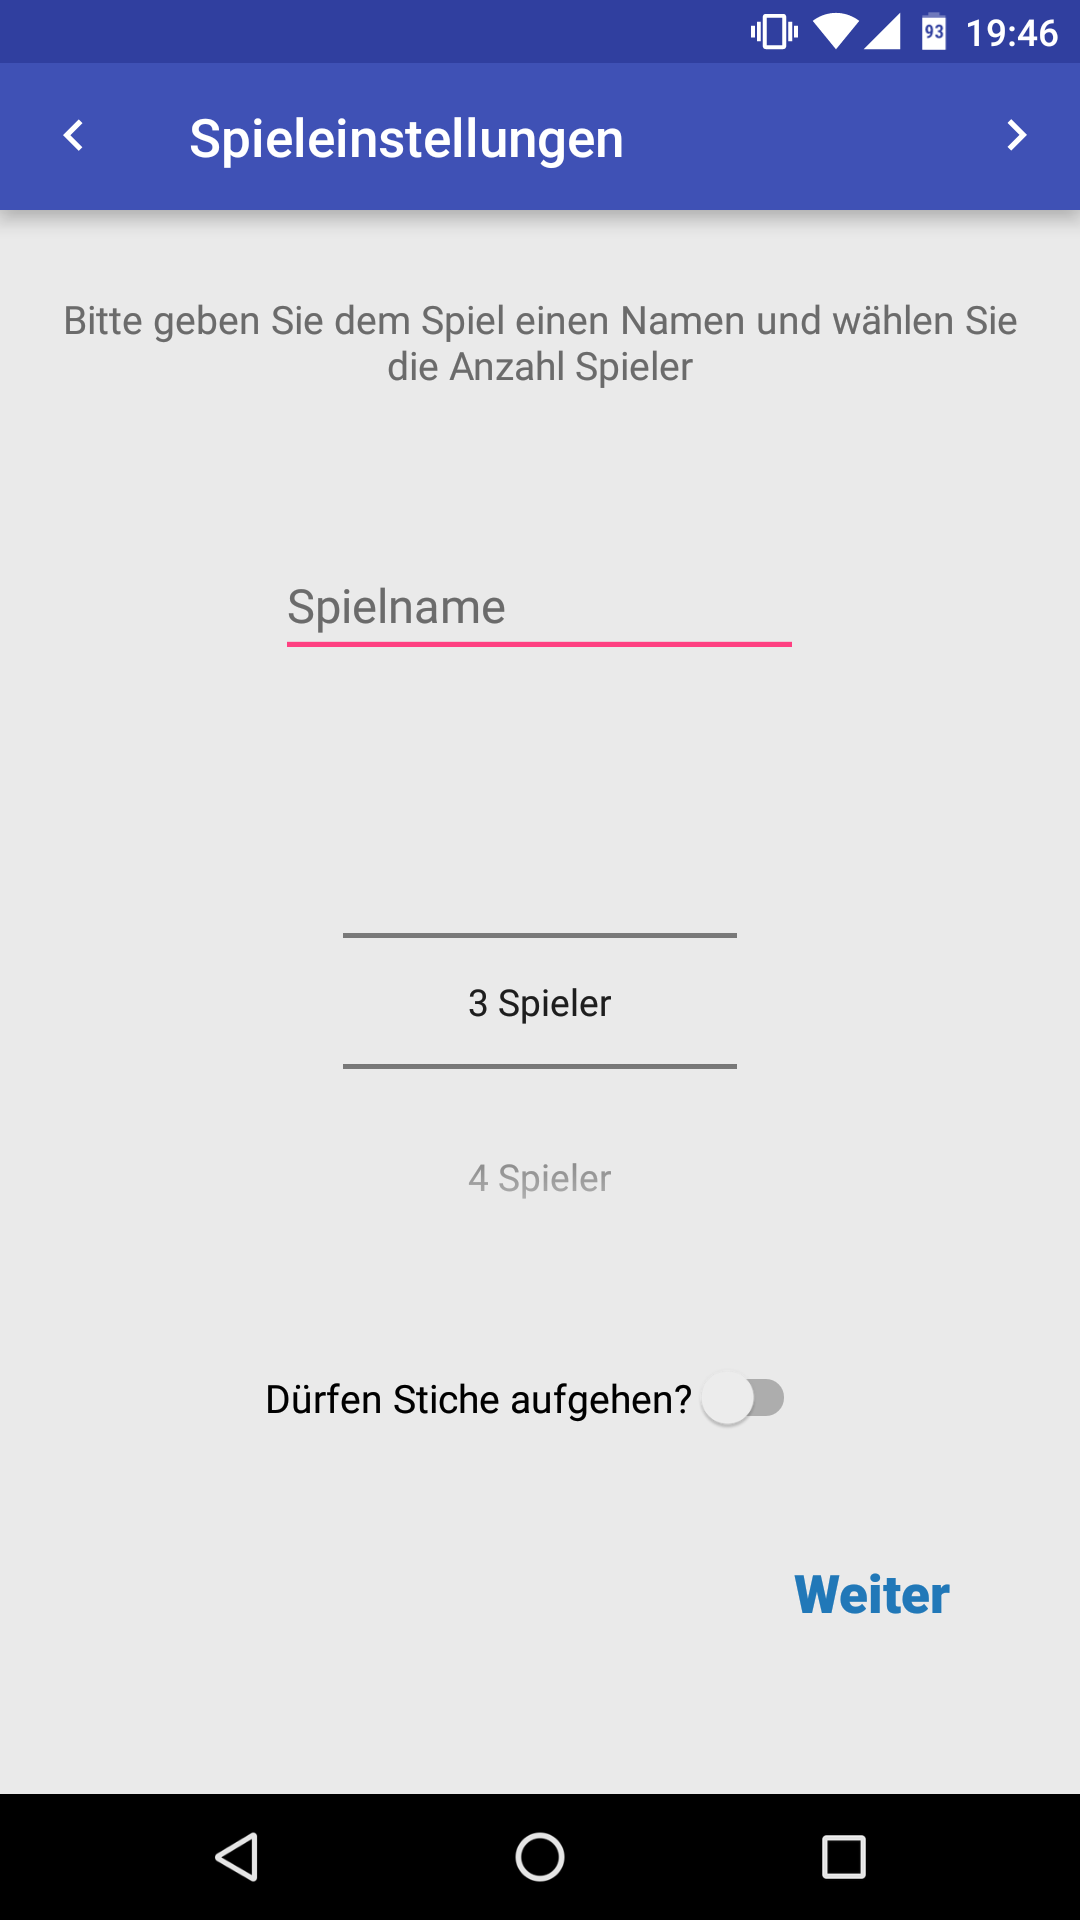 93 19:46
Spieleinstellungen
Bitte geben Sie dem Spiel einen Namen und wählen Sie
die Anzahl Spieler
Spielname
3 Spieler
4 Spieler
Dürfen Stiche aufgehen?
Weiter